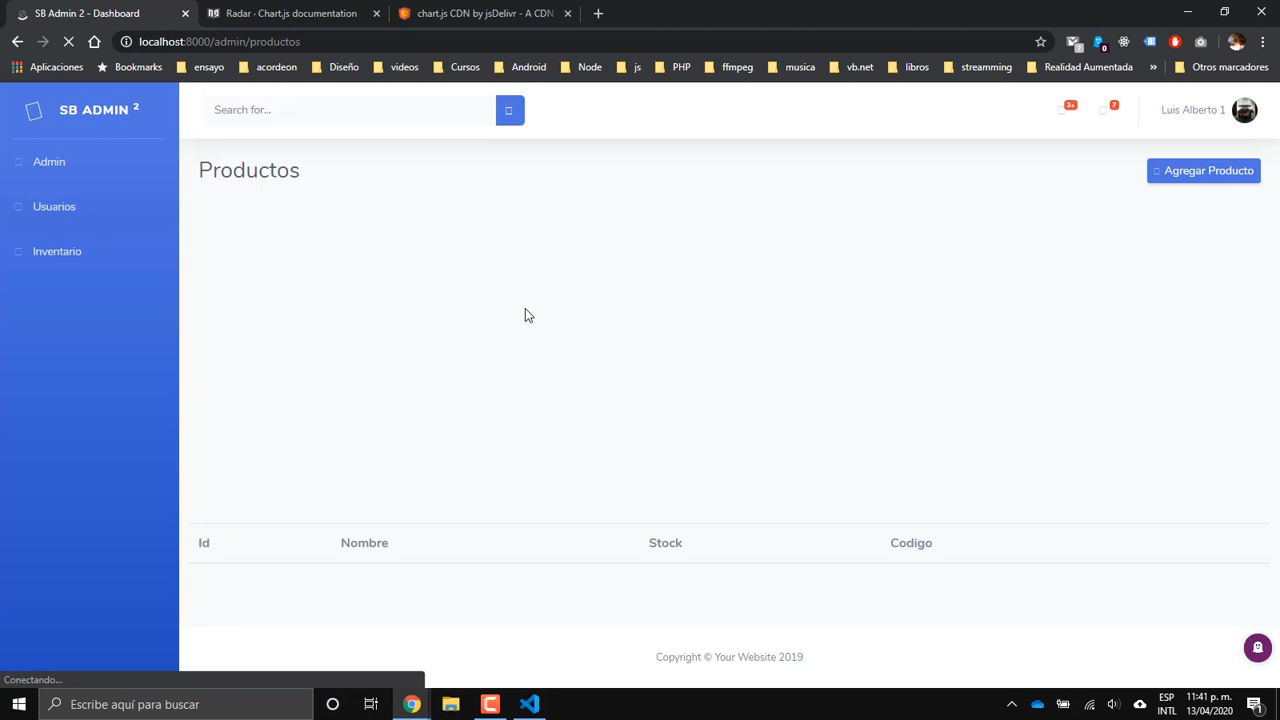 SB Admin 2 - Dashboard
Radar · Chart.js documentation
chart.js CDN by jsDelivr - A CDN
localhost:8000/admin/productos
Aplicaciones
Bookmarks
ensayo
acordeon
Diseño
videos
Cursos
Android
Node
js
PHP
ffmpeg
musica
vb.net
libros
streamming
Realidad Aumentada
»
Otros marcadores
SB ADMIN 2
Search for...
3+
7
Luis Alberto 1
Admin
Usuarios
Inventario
Productos
Agregar Producto
Id Nombre Stock Codigo
Copyright © Your Website 2019
Conectando...
Escribe aquí para buscar
ESP
INTL
11:41 p. m.
13/04/2020